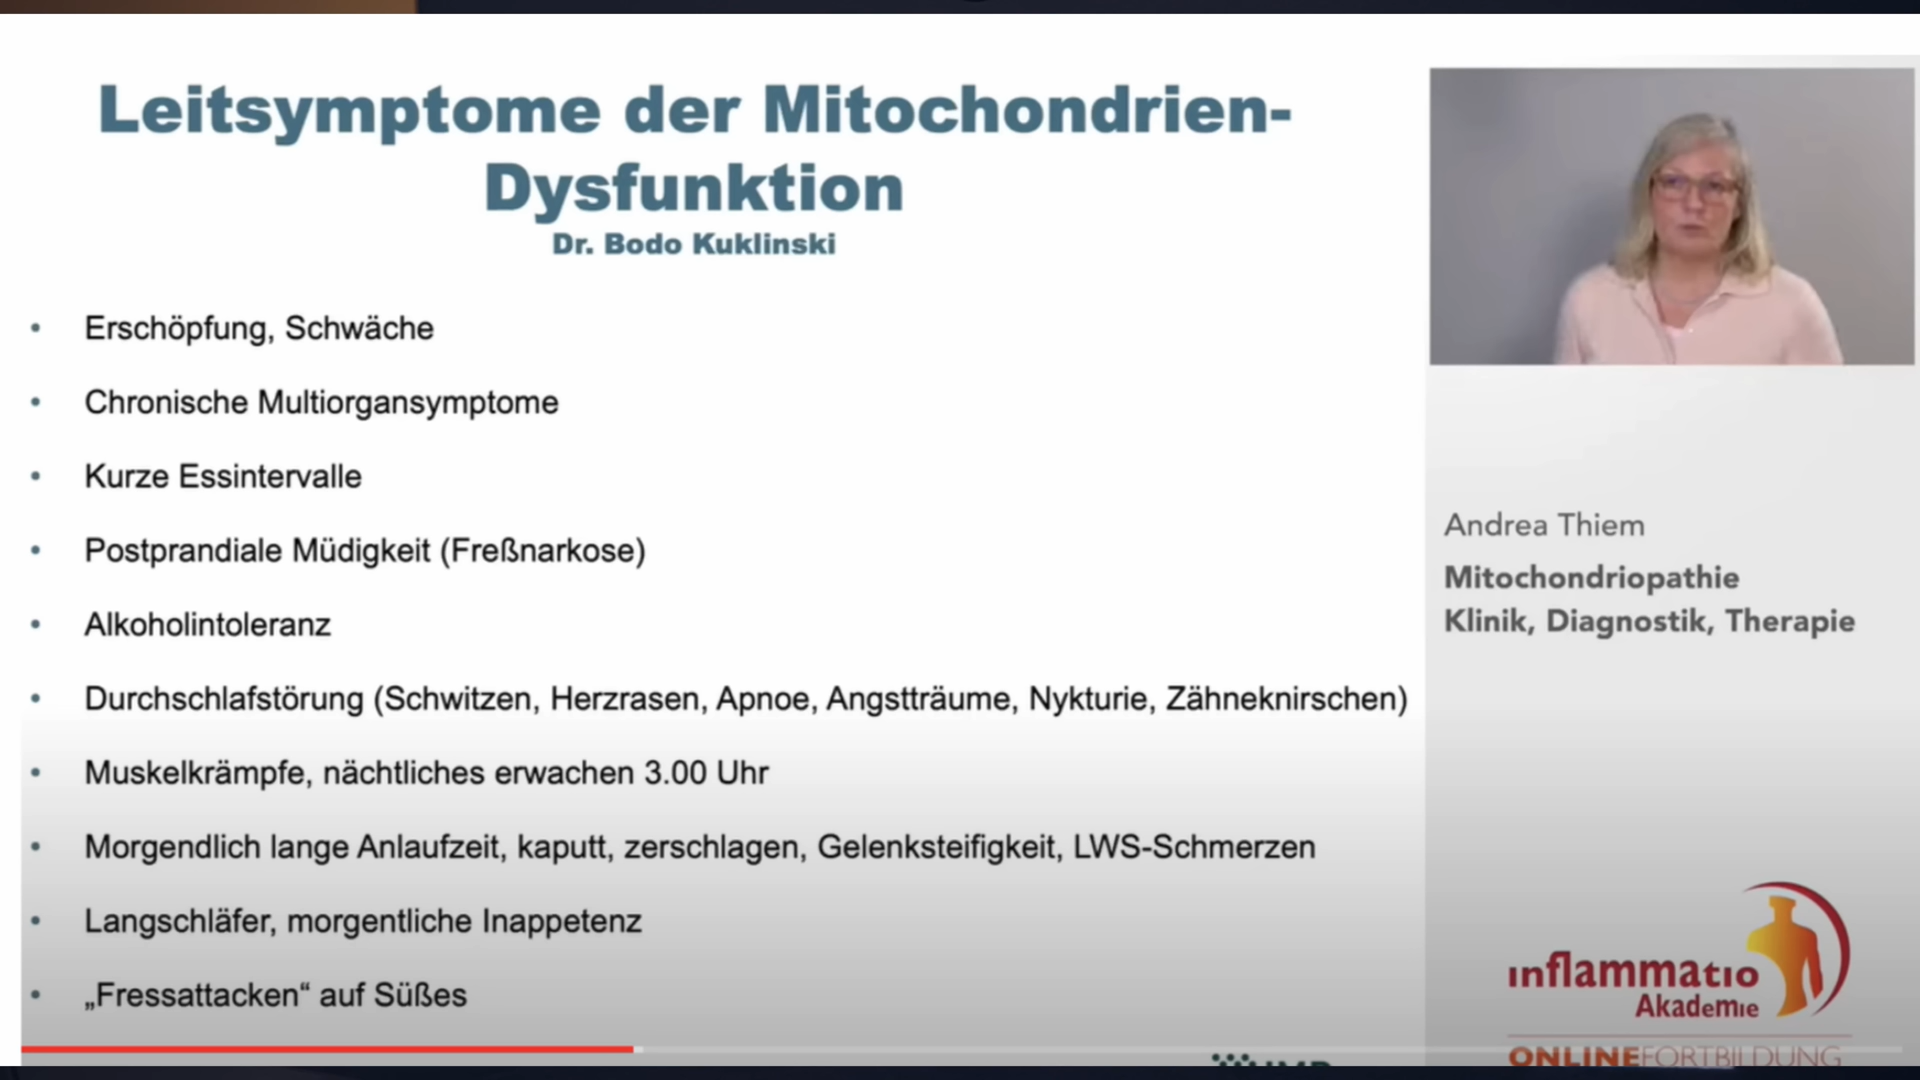 Leitsymptome der Mitochondrien-
Dysfunktion
Dr. Bodo Kuklinski
• Erschöpfung, Schwäche
• Chronische Multiorgansymptome
• Kurze Essintervalle
• Postprandiale Müdigkeit (Freßnarkose)
• Alkoholintoleranz
• Durchschlafstörung (Schwitzen, Herzrasen, Apnoe, Angstträume, Nykturie, Zähneknirschen)
• Muskelkrämpfe, nächtliches erwachen 3.00 Uhr
• Morgendlich lange Anlaufzeit, kaputt, zerschlagen, Gelenksteifigkeit, LWS-Schmerzen
• Langschläfer, morgentliche Inappetenz
• „Fressattacken“ auf Süßes
Andrea Thiem
Mitochondriopathie
Klinik, Diagnostik, Therapie
inflammatio
Akademie
ONLINEFORTBILDUNG